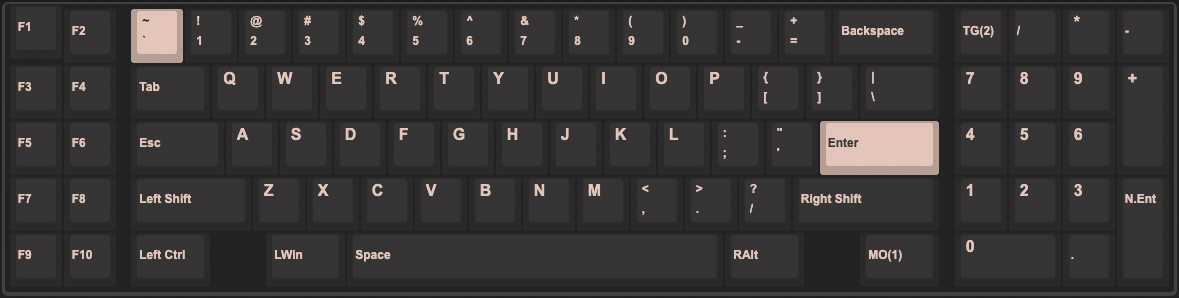 F1 F2 ~ ! @ # $ % ^ & * ( ) _ + Backspace TG(2) / * -
` 1 2 3 4 5 6 7 8 9 0 - =
F3 F4 Tab Q W E R T Y U I O P { } | 7 8 9 +
[ ] \
F5 F6 Esc A S D F G H J K L : " Enter 4 5 6
; '
F7 F8 Left Shift Z X C V B N M < > ? Right Shift 1 2 3 N.Ent
, . /
F9 F10 Left Ctrl LWin Space RAlt MO(1) 0 .